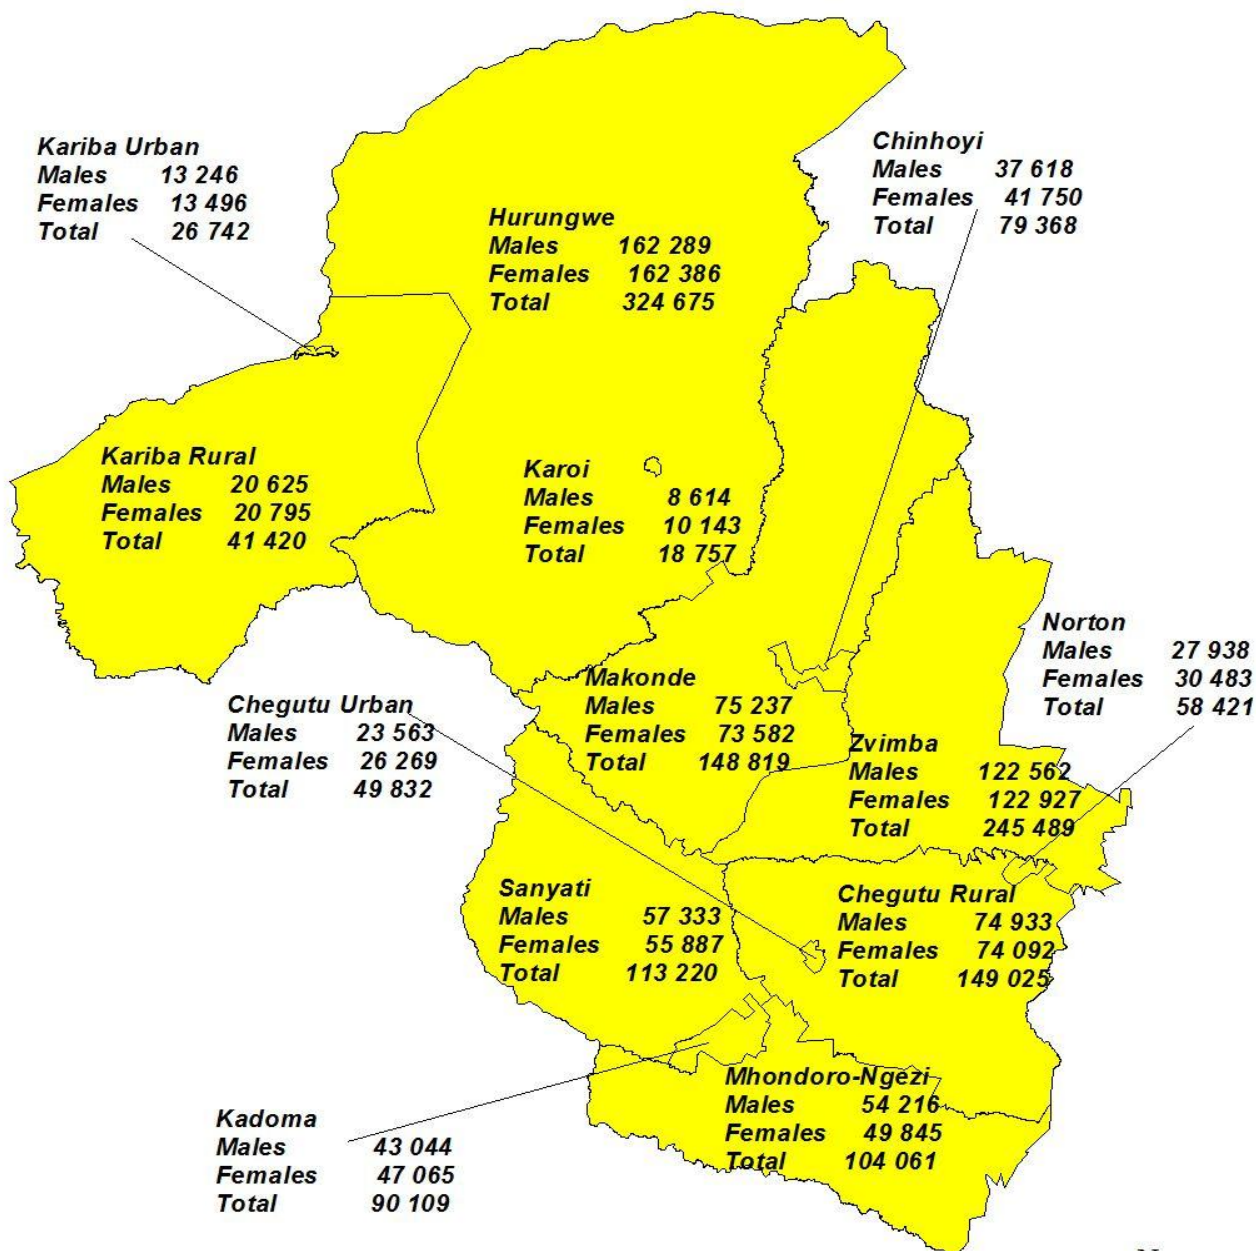 Kariba Urban
Males 13 246
Females 13 496
Total 26 742
Chinhoyi
Males 37 618
Females 41 750
Total 79 368
Hurungwe
Males 162 289
Females 162 386
Total 324 675
Kariba Rural
Males 20 625
Females 20 795
Total 41 420
Karoi
Males 8 614
Females 10 143
Total 18 757
Norton
Males 27 938
Females 30 483
Total 58 421
Makonde
Males 75 237
Females 73 582
Total 148 819
Chegutu Urban
Males 23 563
Females 26 269
Total 49 832
Zvimba
Males 122 562
Females 122 927
Total 245 489
Sanyati
Males 57 333
Females 55 887
Total 113 220
Chegutu Rural
Males 74 933
Females 74 092
Total 149 025
Mhondoro-Ngezi
Males 54 216
Females 49 845
Total 104 061
Kadoma
Males 43 044
Females 47 065
Total 90 109